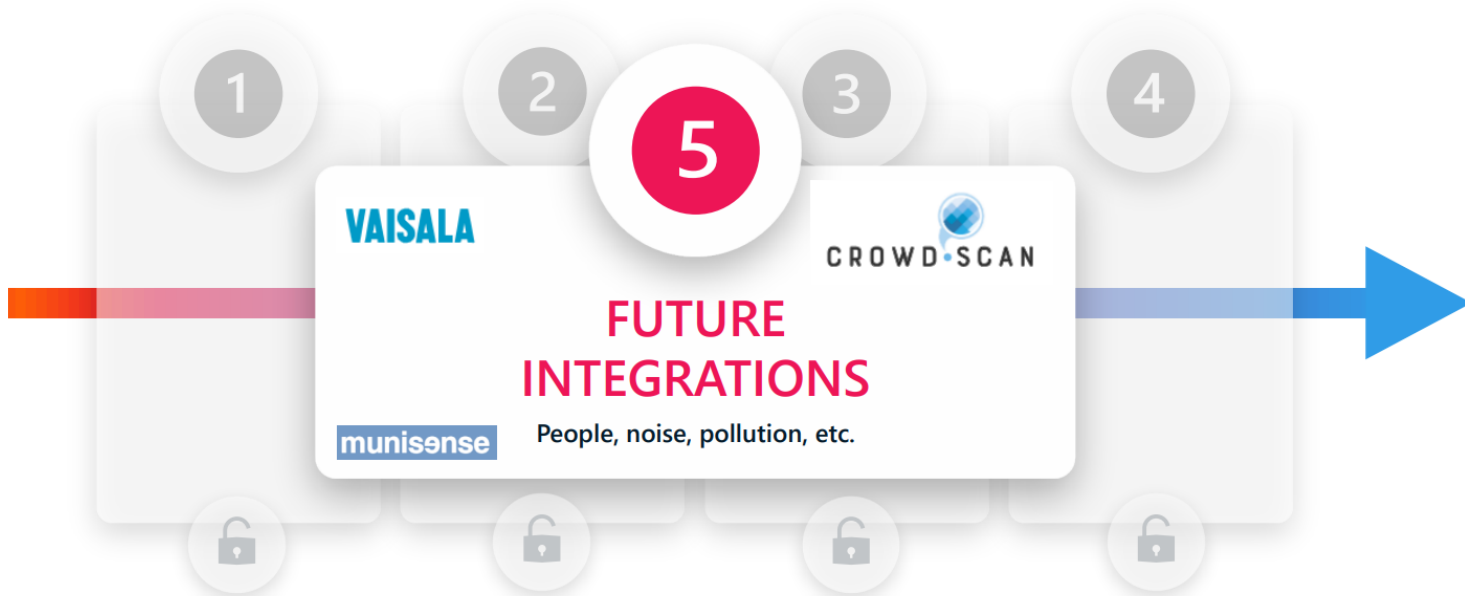 1
2
3
4
5
VAISALA
CROWD•SCAN
FUTURE
INTEGRATIONS
munisense
People, noise, pollution, etc.